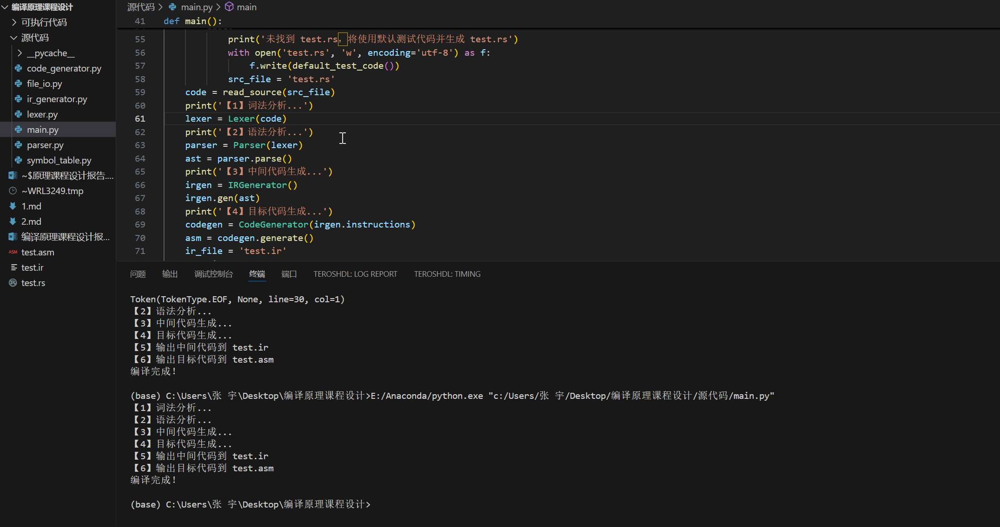 编译原理课程设计
可执行代码
源代码
__pycache__
code_generator.py
file_io.py
ir_generator.py
lexer.py
main.py
parser.py
symbol_table.py
~$原理课程设计报告....
~WRL3249.tmp
1.md
2.md
编译原理课程设计报...
ASM test.asm
test.ir
test.rs
源代码 > main.py > main
41 def main():
55 print('未找到 test.rs，将使用默认测试代码并生成 test.rs')
56 with open('test.rs', 'w', encoding='utf-8') as f:
57 f.write(default_test_code())
58 src_file = 'test.rs'
59 code = read_source(src_file)
60 print('【1】词法分析...')
61 lexer = Lexer(code)
62 print('【2】语法分析...')
63 parser = Parser(lexer)
64 ast = parser.parse()
65 print('【3】中间代码生成...')
66 irgen = IRGenerator()
67 irgen.gen(ast)
68 print('【4】目标代码生成...')
69 codegen = CodeGenerator(irgen.instructions)
70 asm = codegen.generate()
71 ir_file = 'test.ir'
问题 输出 调试控制台 终端 端口 TEROSHDL: LOG REPORT TEROSHDL: TIMING
Token(TokenType.EOF, None, line=30, col=1)
【2】语法分析...
【3】中间代码生成...
【4】目标代码生成...
【5】输出中间代码到 test.ir
【6】输出目标代码到 test.asm
编译完成!
(base) C:\Users\张 宇\Desktop\编译原理课程设计>E:/Anaconda/python.exe "c:/Users/张 宇/Desktop/编译原理课程设计/源代码/main.py"
【1】词法分析...
【2】语法分析...
【3】中间代码生成...
【4】目标代码生成...
【5】输出中间代码到 test.ir
【6】输出目标代码到 test.asm
编译完成!
(base) C:\Users\张 宇\Desktop\编译原理课程设计>